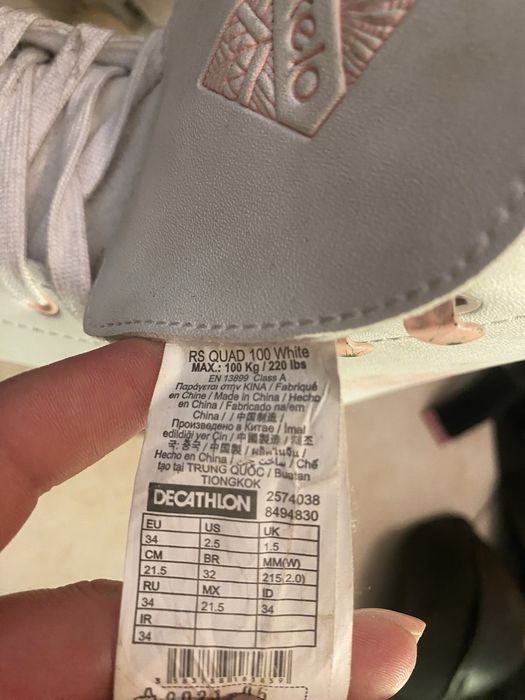 elo
RS QUAD 100 White
MAX.: 100 Kg / 220 lbs
EN 13899 Class A
Παράγεται στην ΚΙΝΑ / Fabriqué
en Chine / Made in China / Hecho
en China / Fabricado na/em
China / / 中国制造 /
Произведено в Китае / İmal
edildiği yer Çin / 中國製造 / 제조
국: 중국 / 中国製 / ผลิตในจีน /
Hecho en China / / Chế
tạo tại TRUNG QUỐC / Buatan
TIONGKOK
DECATHLON 2574038
8494830
EU US UK
34 2.5 1.5
CM BR MM(W)
21.5 32 215(2.0)
RU MX ID
34 21.5 34
IR
34